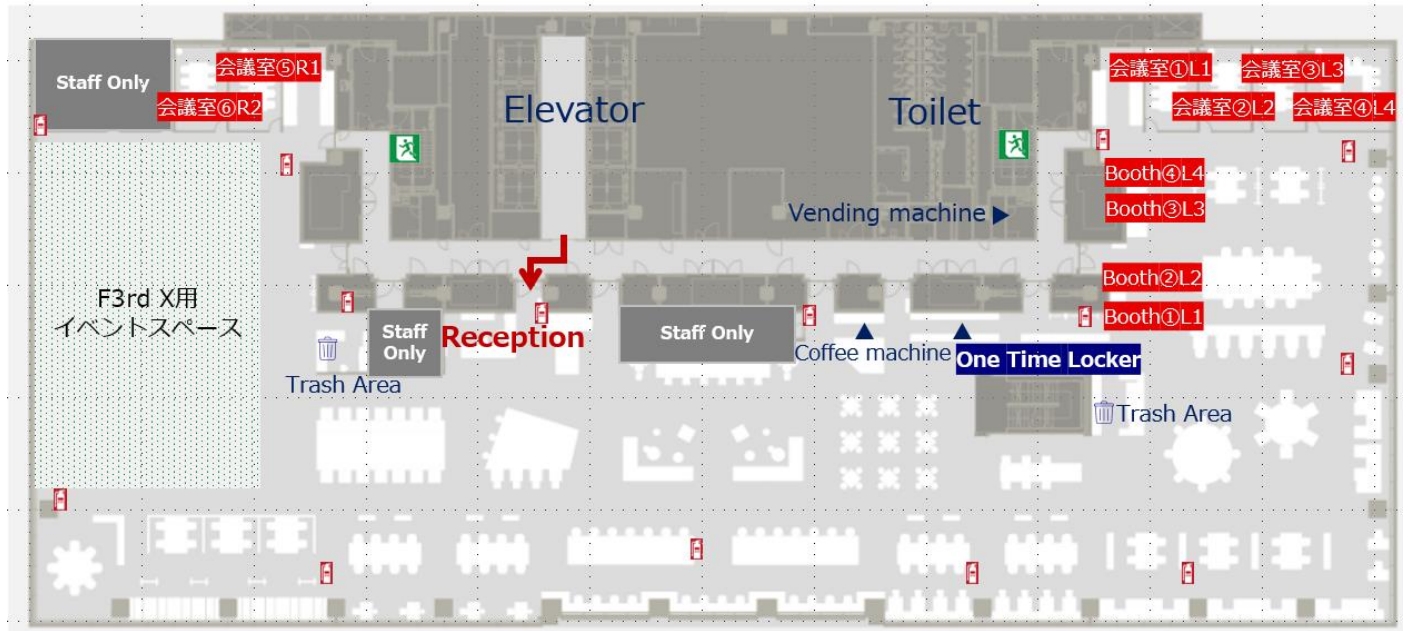 Staff Only
会議室⑤R1
会議室⑥R2
Elevator
Toilet
会議室①L1
会議室③L3
会議室②L2
会議室④L4
Booth④L4
Vending machine ▶
Booth③L3
F3rd X用
イベントスペース
Booth②L2
Booth①L1
Staff
Only
Reception
Staff Only
Coffee machine
One Time Locker
Trash Area
Trash Area